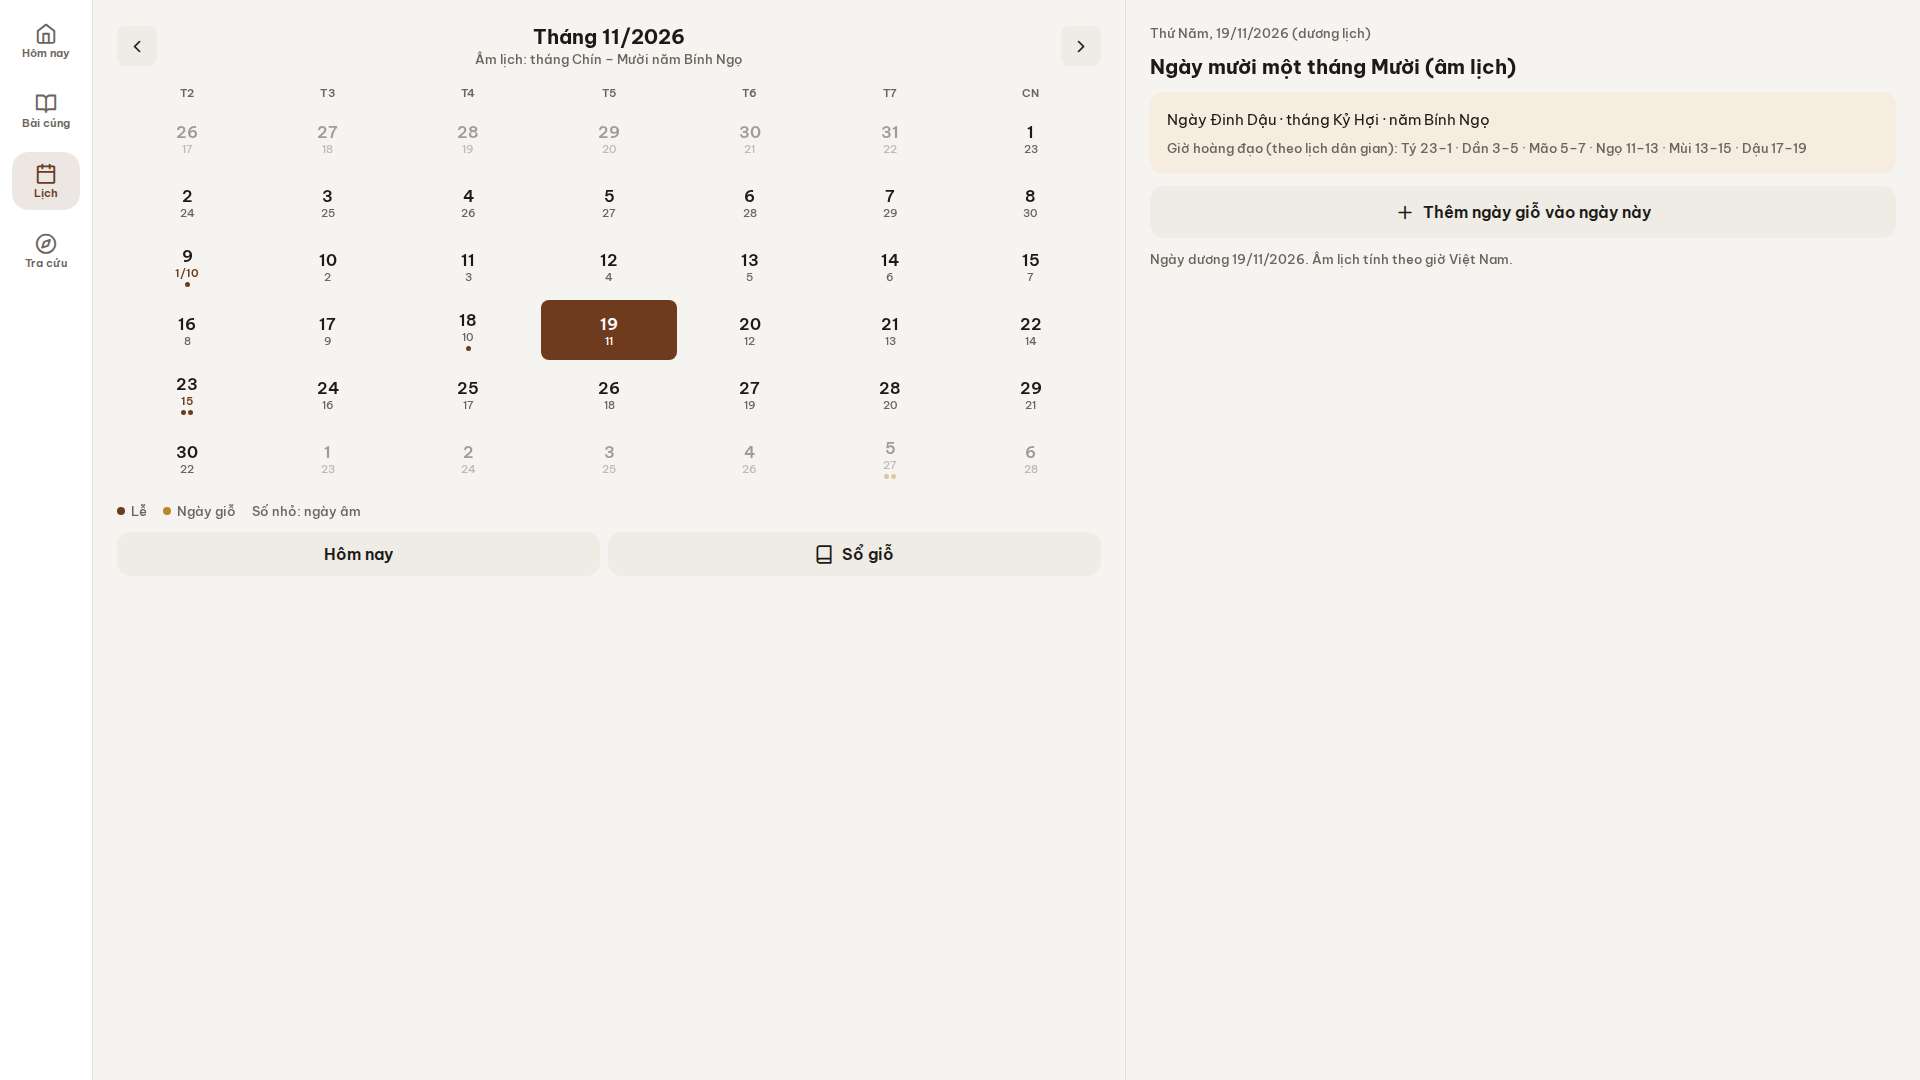 Hôm nay
Bài cúng
Lịch
Tra cứu
Tháng 11/2026
Âm lịch: tháng Chín – Mười năm Bính Ngọ
T2 T3 T4 T5 T6 T7 CN
26 27 28 29 30 31 1
17 18 19 20 21 22 23
2 3 4 5 6 7 8
24 25 26 27 28 29 30
9 10 11 12 13 14 15
1/10 2 3 4 5 6 7
16 17 18 19 20 21 22
8 9 10 11 12 13 14
23 24 25 26 27 28 29
15 16 17 18 19 20 21
30 1 2 3 4 5 6
22 23 24 25 26 27 28
Lễ Ngày giỗ Số nhỏ: ngày âm
Hôm nay Sổ giỗ
Thứ Năm, 19/11/2026 (dương lịch)
Ngày mười một tháng Mười (âm lịch)
Ngày Đinh Dậu · tháng Kỷ Hợi · năm Bính Ngọ
Giờ hoàng đạo (theo lịch dân gian): Tý 23–1 · Dần 3–5 · Mão 5–7 · Ngọ 11–13 · Mùi 13–15 · Dậu 17–19
Thêm ngày giỗ vào ngày này
Ngày dương 19/11/2026. Âm lịch tính theo giờ Việt Nam.